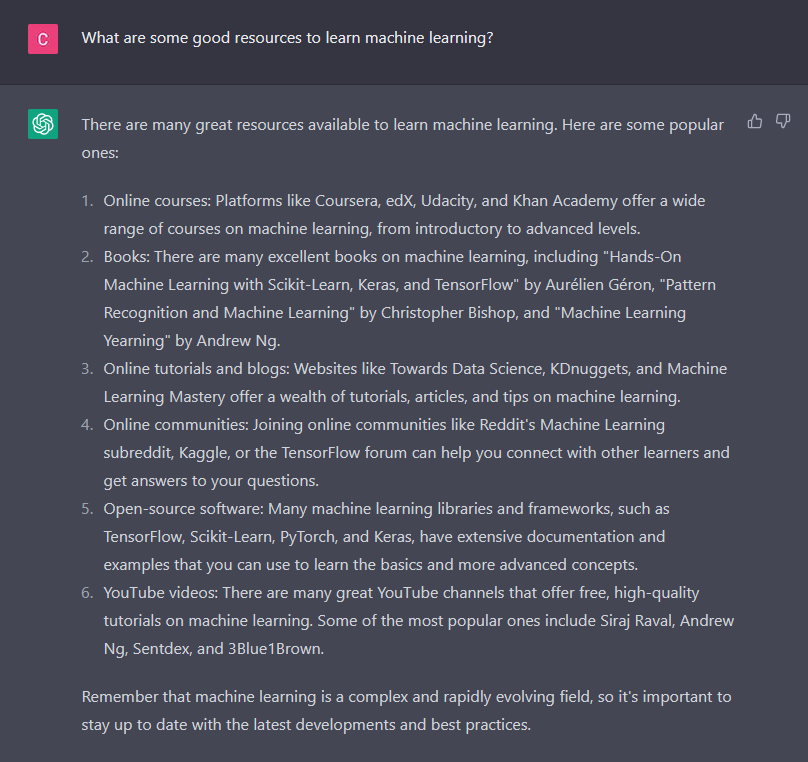 C
What are some good resources to learn machine learning?
There are many great resources available to learn machine learning. Here are some popular
ones:
1. Online courses: Platforms like Coursera, edX, Udacity, and Khan Academy offer a wide
range of courses on machine learning, from introductory to advanced levels.
2. Books: There are many excellent books on machine learning, including "Hands-On
Machine Learning with Scikit-Learn, Keras, and TensorFlow" by Aurélien Géron, "Pattern
Recognition and Machine Learning" by Christopher Bishop, and "Machine Learning
Yearning" by Andrew Ng.
3. Online tutorials and blogs: Websites like Towards Data Science, KDnuggets, and Machine
Learning Mastery offer a wealth of tutorials, articles, and tips on machine learning.
4. Online communities: Joining online communities like Reddit's Machine Learning
subreddit, Kaggle, or the TensorFlow forum can help you connect with other learners and
get answers to your questions.
5. Open-source software: Many machine learning libraries and frameworks, such as
TensorFlow, Scikit-Learn, PyTorch, and Keras, have extensive documentation and
examples that you can use to learn the basics and more advanced concepts.
6. YouTube videos: There are many great YouTube channels that offer free, high-quality
tutorials on machine learning. Some of the most popular ones include Siraj Raval, Andrew
Ng, Sentdex, and 3Blue1Brown.
Remember that machine learning is a complex and rapidly evolving field, so it's important to
stay up to date with the latest developments and best practices.